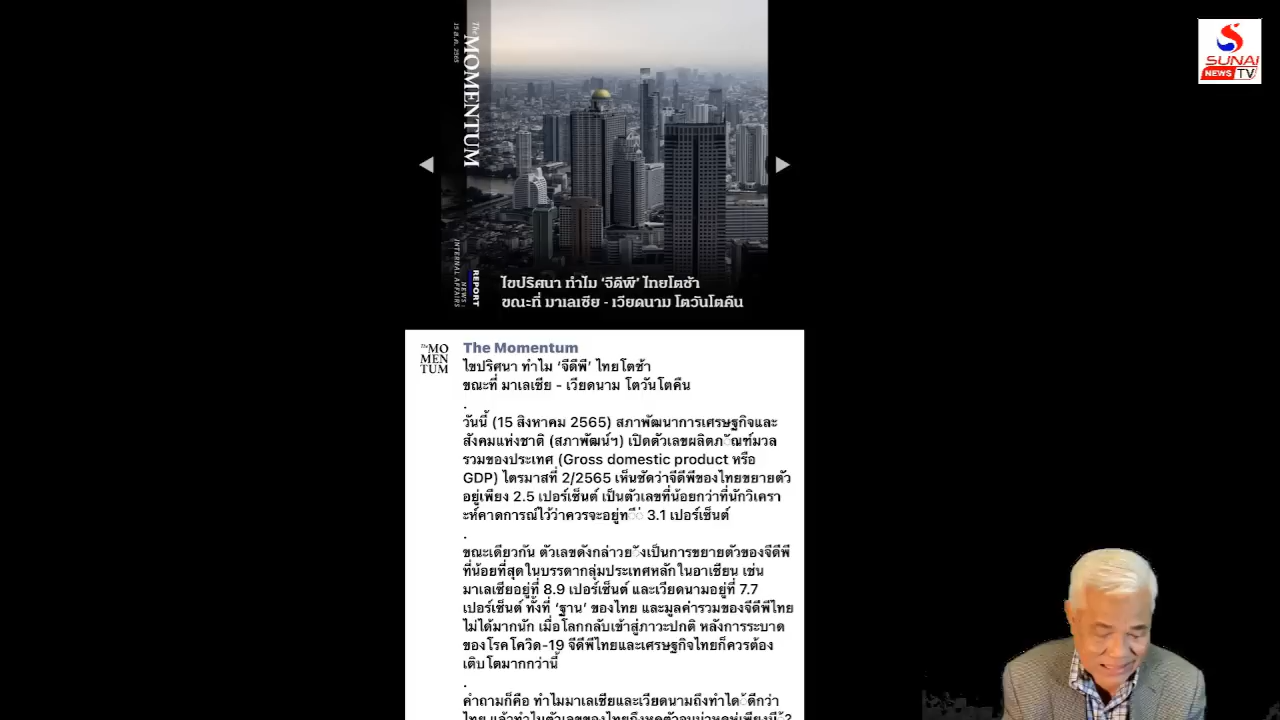 The MOMENTUM
15 ส.ค. 2565
REPORT
NEWS
INTERNAL AFFAIRS
ไขปริศนา ทำไม ‘จีดีพี’ ไทยโตช้า
ขณะที่ มาเลเซีย - เวียดนาม โตวันโตคืน
SUNAI
NEWS TV
The MO
MEN
TUM
The Momentum
ไขปริศนา ทำไม ‘จีดีพี’ ไทยโตช้า
ขณะที่ มาเลเซีย - เวียดนาม โตวันโตคืน
.
วันนี้ (15 สิงหาคม 2565) สภาพัฒนาการเศรษฐกิจและ
สังคมแห่งชาติ (สภาพัฒน์ฯ) เปิดตัวเลขผลิตภัณฑ์มวล
รวมของประเทศ (Gross domestic product หรือ
GDP) ไตรมาสที่ 2/2565 เห็นชัดว่าจีดีพีของไทยขยายตัว
อยู่เพียง 2.5 เปอร์เซ็นต์ เป็นตัวเลขที่น้อยกว่าที่นักวิเครา
ะห์คาดการณ์ไว้ว่าควรจะอยู่ที่ 3.1 เปอร์เซ็นต์
.
ขณะเดียวกัน ตัวเลขดังกล่าวยังเป็นการขยายตัวของจีดีพี
ที่น้อยที่สุดในบรรดากลุ่มประเทศหลักในอาเซียน เช่น
มาเลเซียอยู่ที่ 8.9 เปอร์เซ็นต์ และเวียดนามอยู่ที่ 7.7
เปอร์เซ็นต์ ทั้งที่ ‘ฐาน’ ของไทย และมูลค่ารวมของจีดีพีไทย
ไม่ได้มากนัก เมื่อโลกกลับเข้าสู่ภาวะปกติ หลังการระบาด
ของโรคโควิด-19 จีดีพีไทยและเศรษฐกิจไทยก็ควรต้อง
เติบโตมากกว่านี้
.
คำถามก็คือ ทำไมมาเลเซียและเวียดนามถึงทำได้ดีกว่า